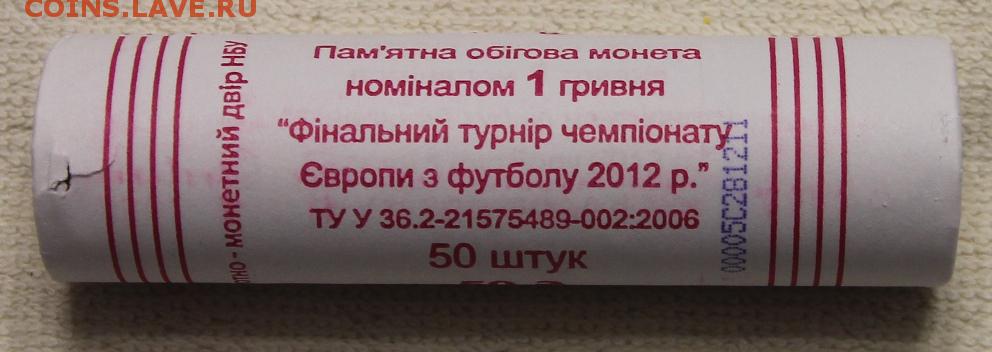 COINS.LAVE.RU
Пам'ятна обігова монета
номіналом 1 гривня
"Фінальний турнір чемпіонату
Європи з футболу 2012 р."
ТУ У 36.2-21575489-002:2006
50 штук
- монетний двір НБУ
00005C281211